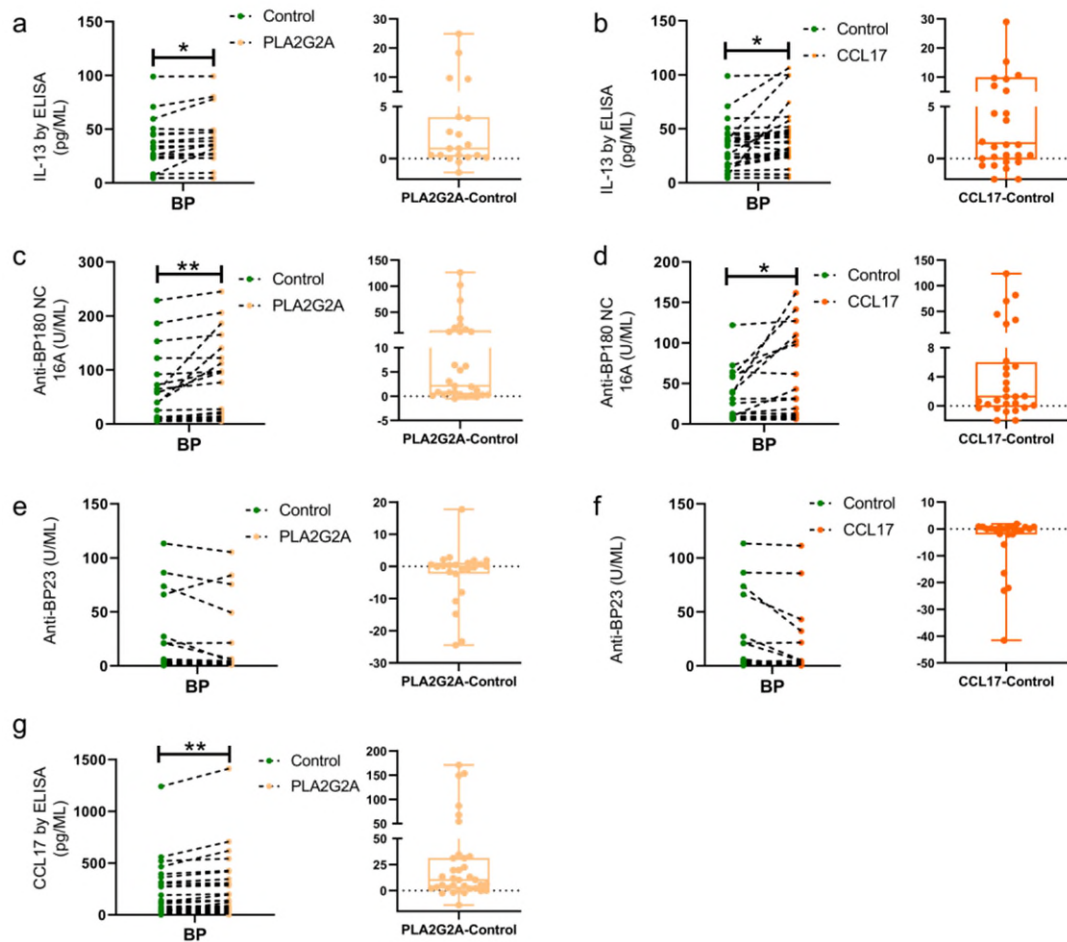 a
IL-13 by ELISA
(pg/ML)
150
100
50
0
*
BP
Control
PLA2G2A
30
20
10
5
0
PLA2G2A-Control
b
IL-13 by ELISA
(pg/ML)
150
100
50
0
*
BP
Control
CCL17
30
20
10
5
0
CCL17-Control
c
Anti-BP180 NC
16A (U/ML)
300
200
100
0
**
BP
Control
PLA2G2A
150
100
50
10
5
0
-5
PLA2G2A-Control
d
Anti-BP180 NC
16A (U/ML)
200
150
100
50
0
*
BP
Control
CCL17
150
100
50
8
4
0
CCL17-Control
e
Anti-BP23 (U/ML)
150
100
50
0
BP
Control
PLA2G2A
20
10
0
-10
-20
-30
PLA2G2A-Control
f
Anti-BP23 (U/ML)
150
100
50
0
BP
Control
CCL17
10
0
-10
-20
-30
-40
-50
CCL17-Control
g
CCL17 by ELISA
(pg/ML)
1500
1000
500
0
**
BP
Control
PLA2G2A
200
150
100
50
50
25
0
PLA2G2A-Control